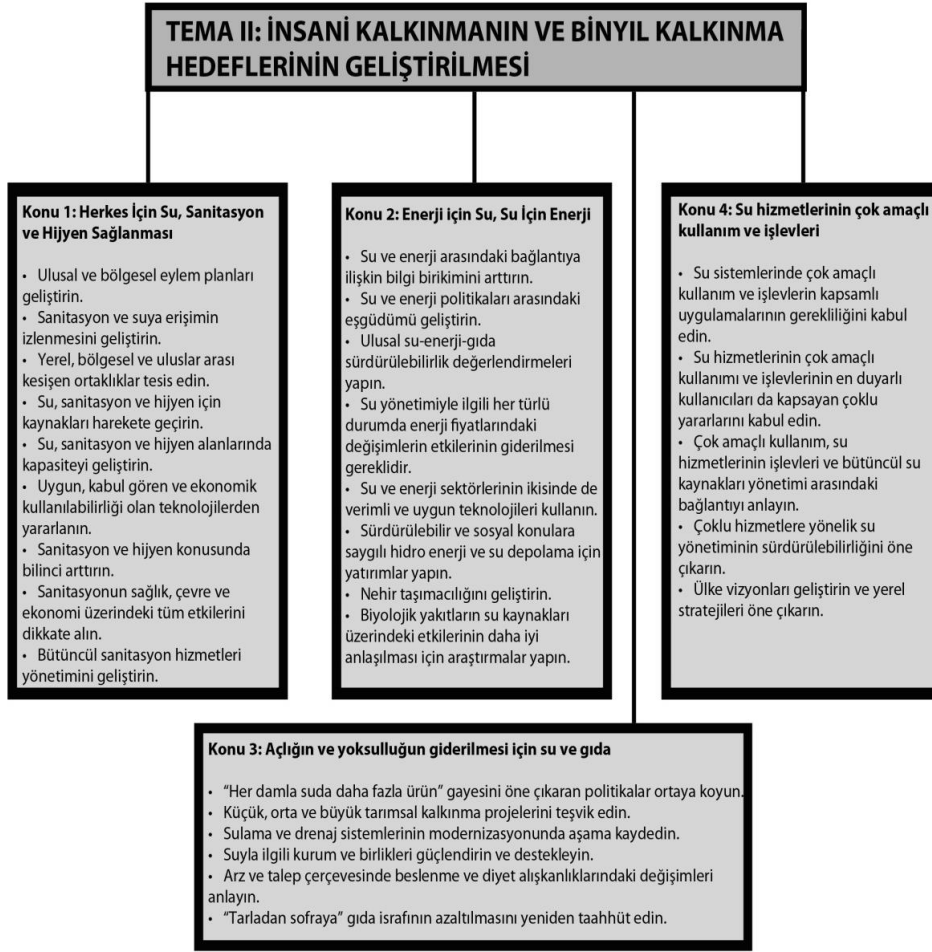 TEMA II: İNSANİ KALKINMANIN VE BİNYIL KALKINMA
HEDEFLERİNİN GELİŞTİRİLMESİ
Konu 1: Herkes İçin Su, Sanitasyon
ve Hijyen Sağlanması
• Ulusal ve bölgesel eylem planları
geliştirin.
• Sanitasyon ve suya erişimin
izlenmesini geliştirin.
• Yerel, bölgesel ve uluslar arası
kesişen ortaklıklar tesis edin.
• Su, sanitasyon ve hijyen için
kaynakları harekete geçirin.
• Su, sanitasyon ve hijyen alanlarında
kapasiteyi geliştirin.
• Uygun, kabul gören ve ekonomik
kullanılabilirliği olan teknolojilerden
yararlanın.
• Sanitasyon ve hijyen konusunda
bilinci arttırın.
• Sanitasyonun sağlık, çevre ve
ekonomi üzerindeki tüm etkilerini
dikkate alın.
• Bütüncül sanitasyon hizmetleri
yönetimini geliştirin.
Konu 2: Enerji için Su, Su İçin Enerji
• Su ve enerji arasındaki bağlantıya
ilişkin bilgi birikimini arttırın.
• Su ve enerji politikaları arasındaki
eşgüdümü geliştirin.
• Ulusal su-enerji-gıda
sürdürülebilirlik değerlendirmeleri
yapın.
• Su yönetimiyle ilgili her türlü
durumda enerji fiyatlarındaki
değişimlerin etkilerinin giderilmesi
gereklidir.
• Su ve enerji sektörlerinin ikisinde de
verimli ve uygun teknolojileri kullanın.
• Sürdürülebilir ve sosyal konulara
saygılı hidro enerji ve su depolama için
yatırımlar yapın.
• Nehir taşımacılığını geliştirin.
• Biyolojik yakıtların su kaynakları
üzerindeki etkilerinin daha iyi
anlaşılması için araştırmalar yapın.
Konu 4: Su hizmetlerinin çok amaçlı
kullanım ve işlevleri
• Su sistemlerinde çok amaçlı
kullanım ve işlevlerin kapsamlı
uygulamalarının gerekliliğini kabul
edin.
• Su hizmetlerinin çok amaçlı
kullanımı ve işlevlerinin en duyarlı
kullanıcıları da kapsayan çoklu
yararlarını kabul edin.
• Çok amaçlı kullanım, su
hizmetlerinin işlevleri ve bütüncül su
kaynakları yönetimi arasındaki
bağlantıyı anlayın.
• Çoklu hizmetlere yönelik su
yönetiminin sürdürülebilirliğini öne
çıkarın.
• Ülke vizyonları geliştirin ve yerel
stratejileri öne çıkarın.
Konu 3: Açlığın ve yoksulluğun giderilmesi için su ve gıda
• “Her damla suda daha fazla ürün” gayesini öne çıkaran politikalar ortaya koyun.
• Küçük, orta ve büyük tarımsal kalkınma projelerini teşvik edin.
• Sulama ve drenaj sistemlerinin modernizasyonunda aşama kaydedin.
• Suyla ilgili kurum ve birlikleri güçlendirin ve destekleyin.
• Arz ve talep çerçevesinde beslenme ve diyet alışkanlıklarındaki değişimleri
anlayın.
• “Tarladan sofraya” gıda israfının azaltılmasını yeniden taahhüt edin.